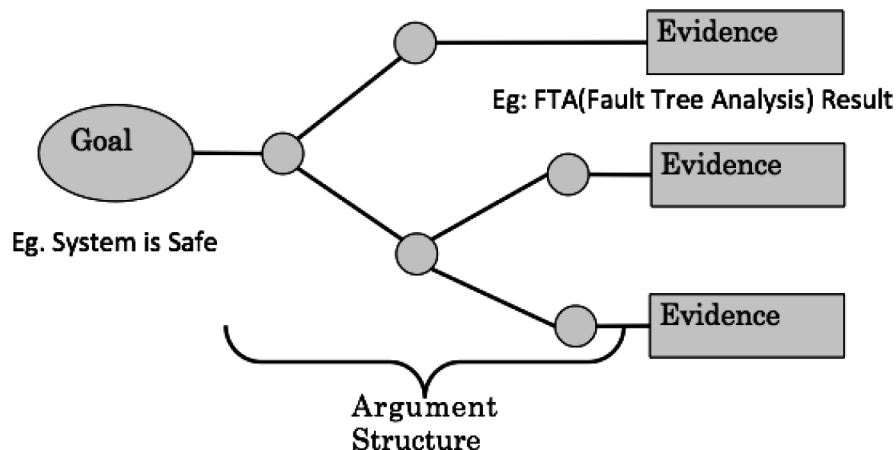 Evidence
Eg: FTA(Fault Tree Analysis) Result
Goal
Evidence
Eg. System is Safe
Evidence
Argument
Structure